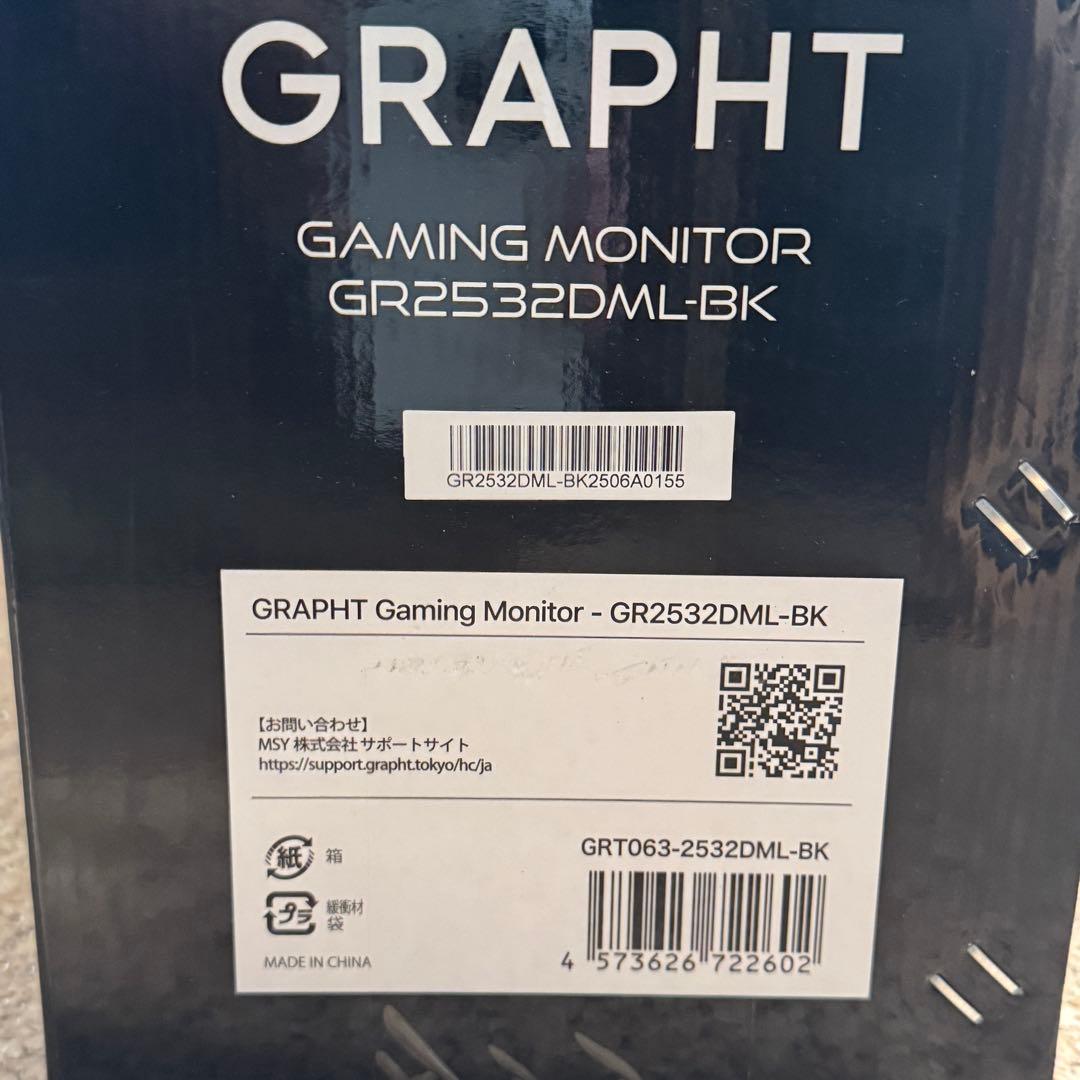 GRAPHT
GAMING MONITOR
GR2532DML-BK
GR2532DML-BK2506A0155
GRAPHT Gaming Monitor - GR2532DML-BK
【お問い合わせ】
MSY 株式会社 サポートサイト
https://support.grapht.tokyo/hc/ja
紙 箱
プラ 緩衝材
袋
MADE IN CHINA
GRT063-2532DML-BK
4 573626 722602